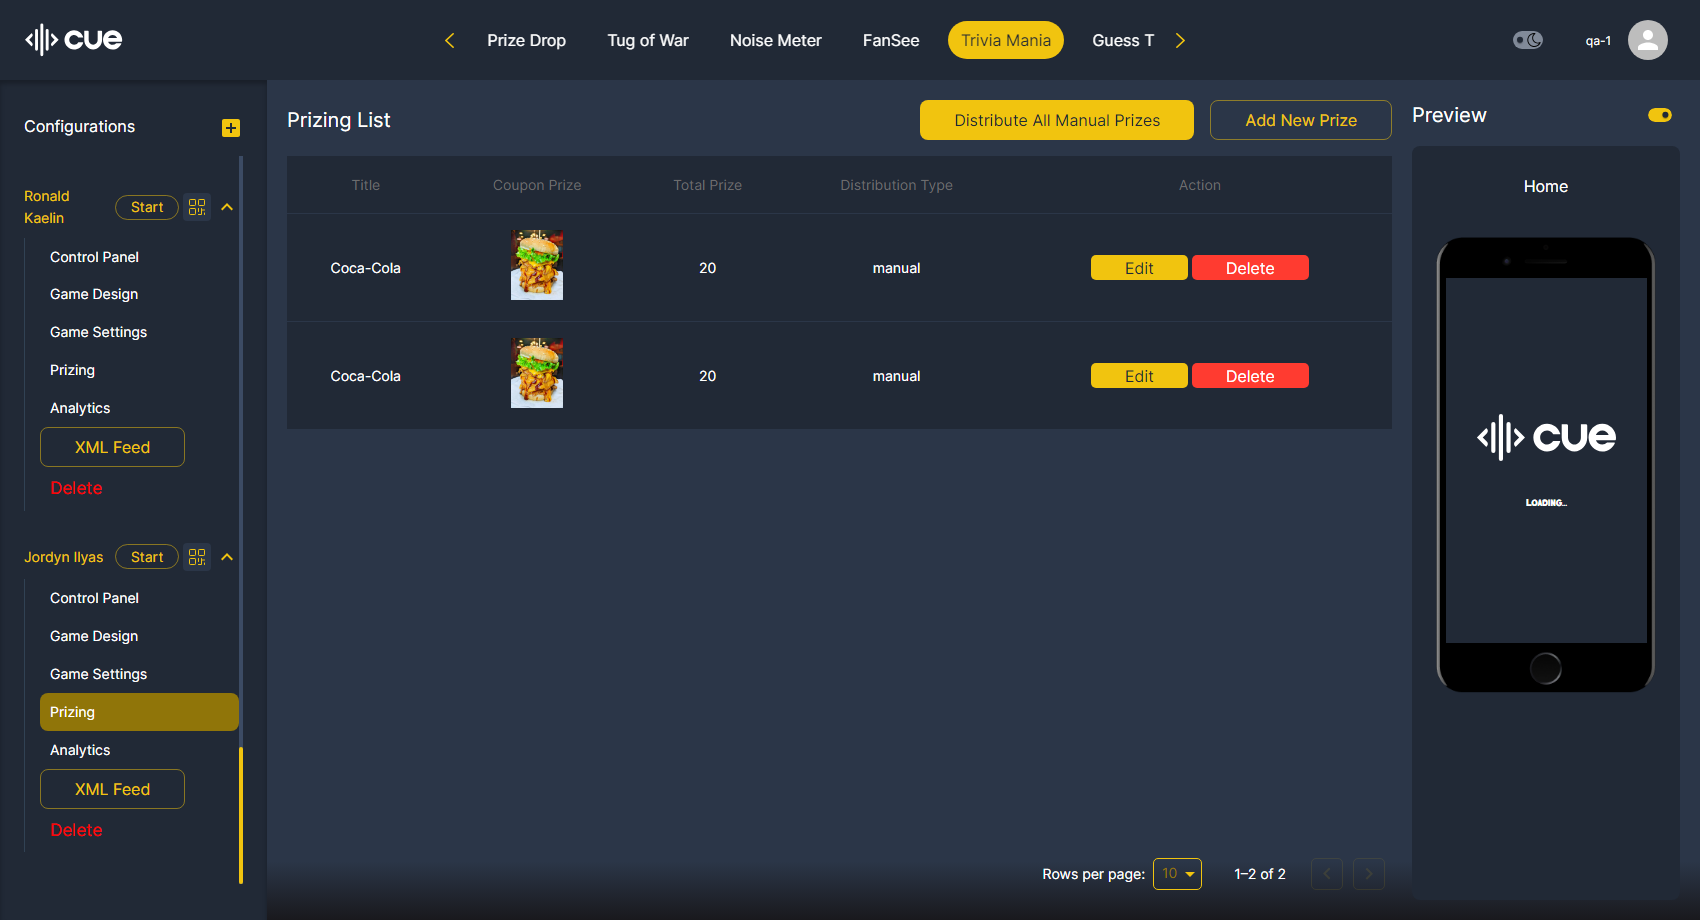 cue
Prize Drop Tug of War Noise Meter FanSee Trivia Mania Guess T
qa-1
Configurations
Ronald
Kaelin
Start
Control Panel
Game Design
Game Settings
Prizing
Analytics
XML Feed
Delete
Jordyn Ilyas Start
Control Panel
Game Design
Game Settings
Prizing
Analytics
XML Feed
Delete
Prizing List
Distribute All Manual Prizes
Add New Prize
Title Coupon Prize Total Prize Distribution Type Action
Coca-Cola 20 manual Edit Delete
Coca-Cola 20 manual Edit Delete
Rows per page: 10 1–2 of 2
Preview
Home
cue
LOADING...